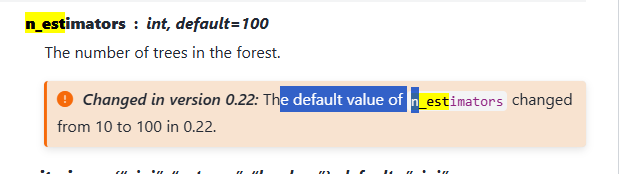 n_estimators : int, default=100
The number of trees in the forest.
Changed in version 0.22: The default value of n_estimators changed
from 10 to 100 in 0.22.